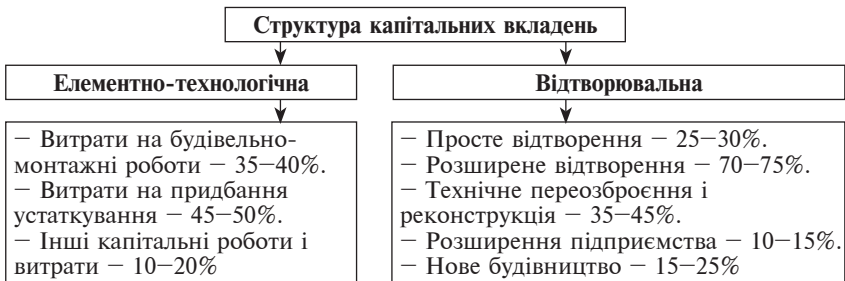 Структура капітальних вкладень
Елементно-технологічна
Відтворювальна
− Витрати на будівельно-
монтажні роботи − 35−40%.
− Витрати на придбання
устаткування − 45−50%.
− Інші капітальні роботи і
витрати − 10−20%
− Просте відтворення − 25−30%.
− Розширене відтворення − 70−75%.
− Технічне переозброєння і
реконструкція − 35−45%.
− Розширення підприємства − 10−15%.
− Нове будівництво − 15−25%